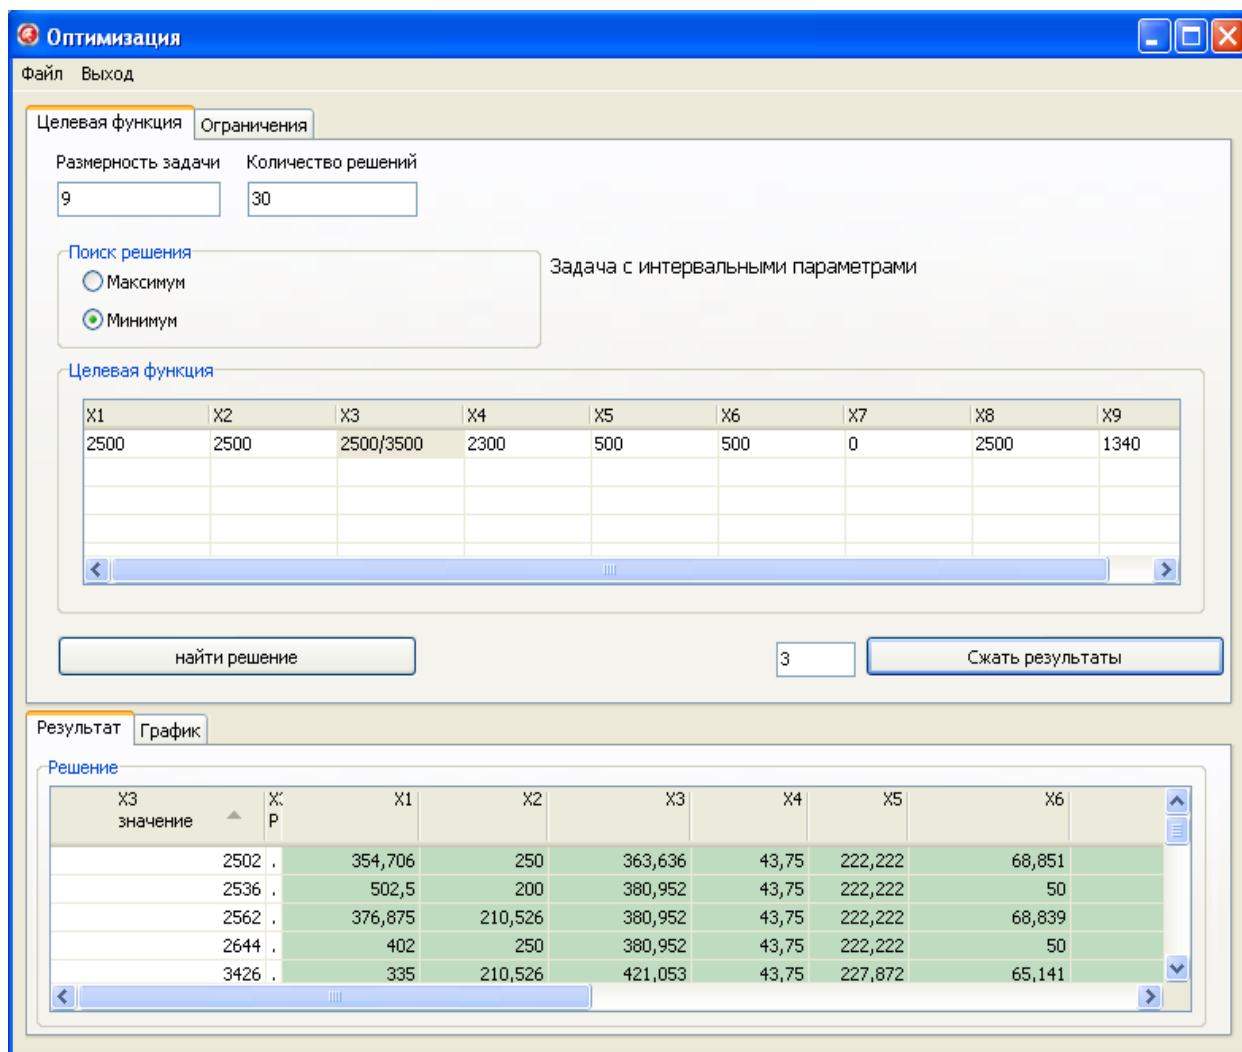 Оптимизация
Файл Выход
Целевая функция Ограничения
Размерность задачи Количество решений
9 30
Поиск решения
Максимум
Задача с интервальными параметрами
Минимум
Целевая функция
X1 X2 X3 X4 X5 X6 X7 X8 X9
2500 2500 2500/3500 2300 500 500 0 2500 1340
найти решение 3 Сжать результаты
Результат График
Решение
X3 X1 X2 X3 X4 X5 X6
значение Р
2502 . 354,706 250 363,636 43,75 222,222 68,851
2536 . 502,5 200 380,952 43,75 222,222 50
2562 . 376,875 210,526 380,952 43,75 222,222 68,839
2644 . 402 250 380,952 43,75 222,222 50
3426 . 335 210,526 421,053 43,75 227,872 65,141